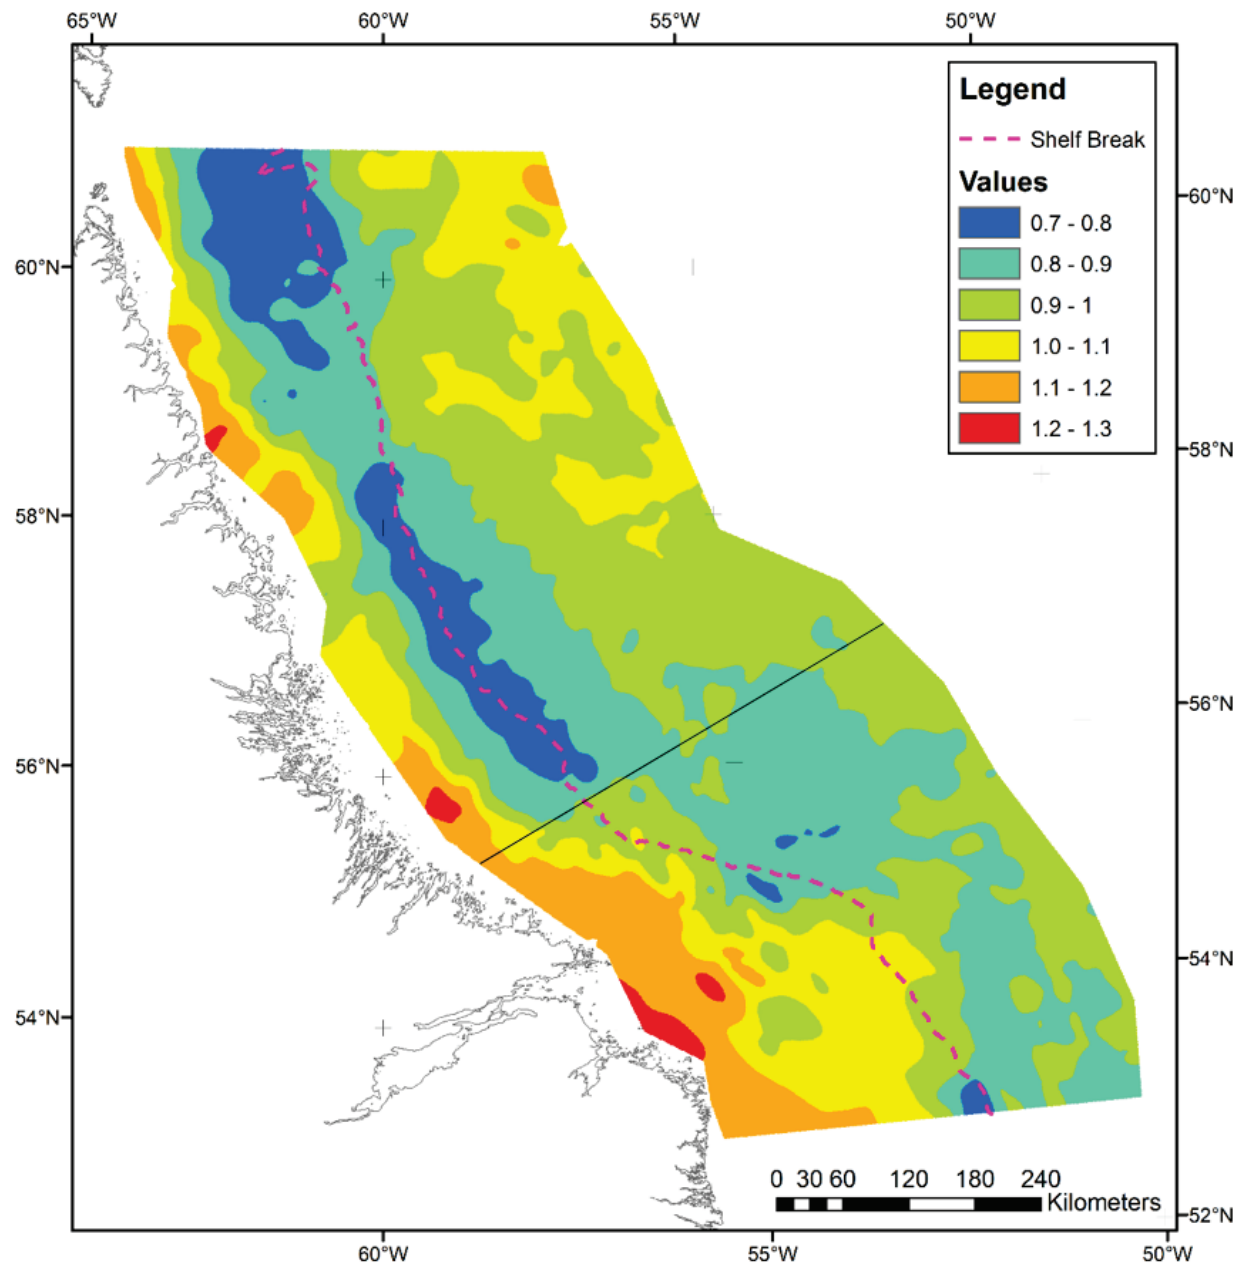 65°W 60°W 55°W 50°W
Legend
Shelf Break
Values
0.7 - 0.8
0.8 - 0.9
0.9 - 1
1.0 - 1.1
1.1 - 1.2
1.2 - 1.3
60°N
60°N
58°N
58°N
56°N
56°N
54°N
54°N
52°N
0 30 60 120 180 240
Kilometers
60°W 55°W 50°W